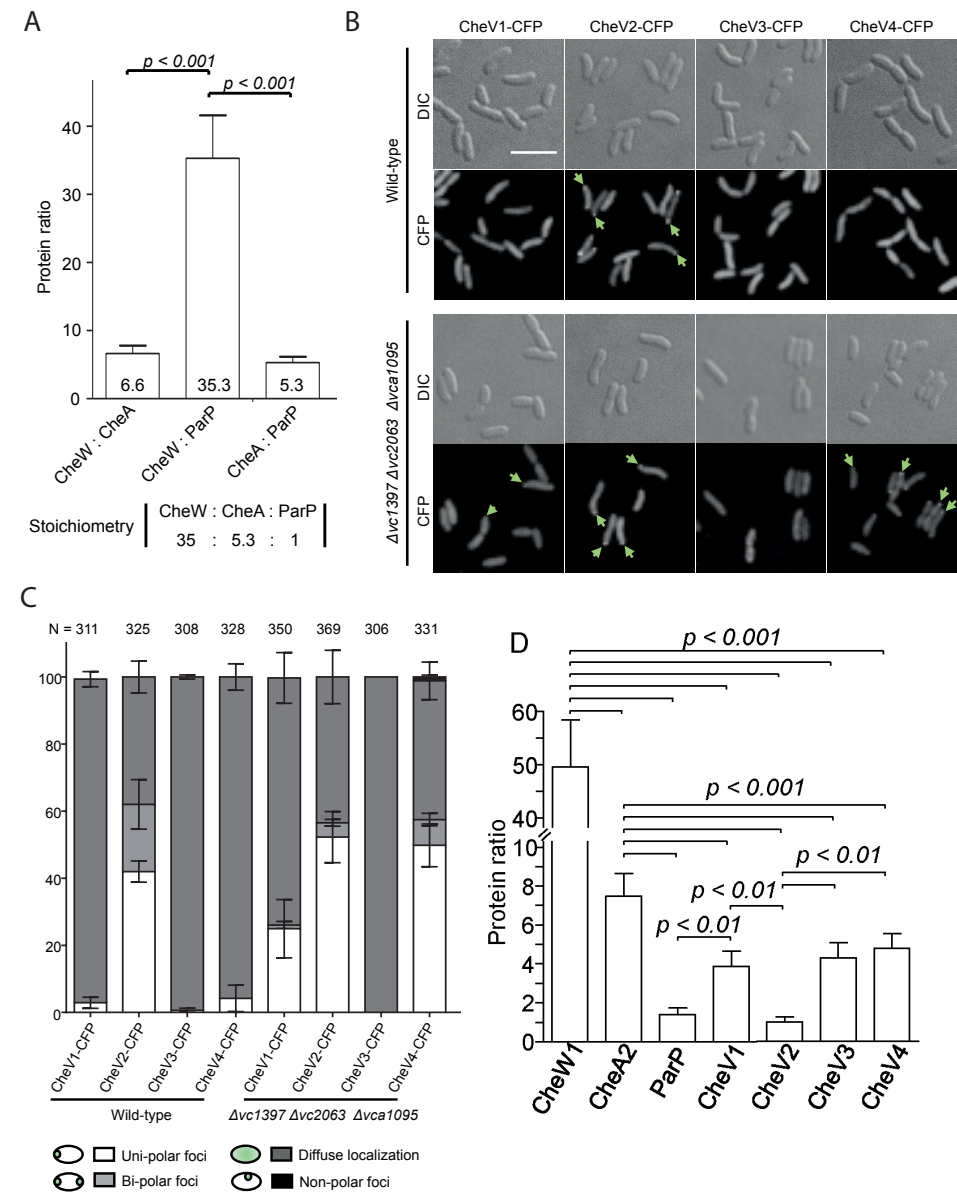 A
p < 0.001
p < 0.001
Protein ratio
40
30
20
10
0
6.6
35.3
5.3
CheW : CheA
CheW : ParP
CheA : ParP
Stoichiometry
CheW : CheA : ParP
35 : 5.3 : 1
B
CheV1-CFP
CheV2-CFP
CheV3-CFP
CheV4-CFP
Wild-type
DIC
CFP
Δvc1397 Δvc2063 Δvca1095
DIC
CFP
C
N = 311 325 308 328 350 369 306 331
100
80
60
40
20
0
CheV1-CFP
CheV2-CFP
CheV3-CFP
CheV4-CFP
CheV1-CFP
CheV2-CFP
CheV3-CFP
CheV4-CFP
Wild-type
Δvc1397 Δvc2063 Δvca1095
Uni-polar foci
Diffuse localization
Bi-polar foci
Non-polar foci
D
p < 0.001
p < 0.001
p < 0.01
p < 0.01
p < 0.01
Protein ratio
60
50
40
10
8
6
4
2
0
CheW1
CheA2
ParP
CheV1
CheV2
CheV3
CheV4